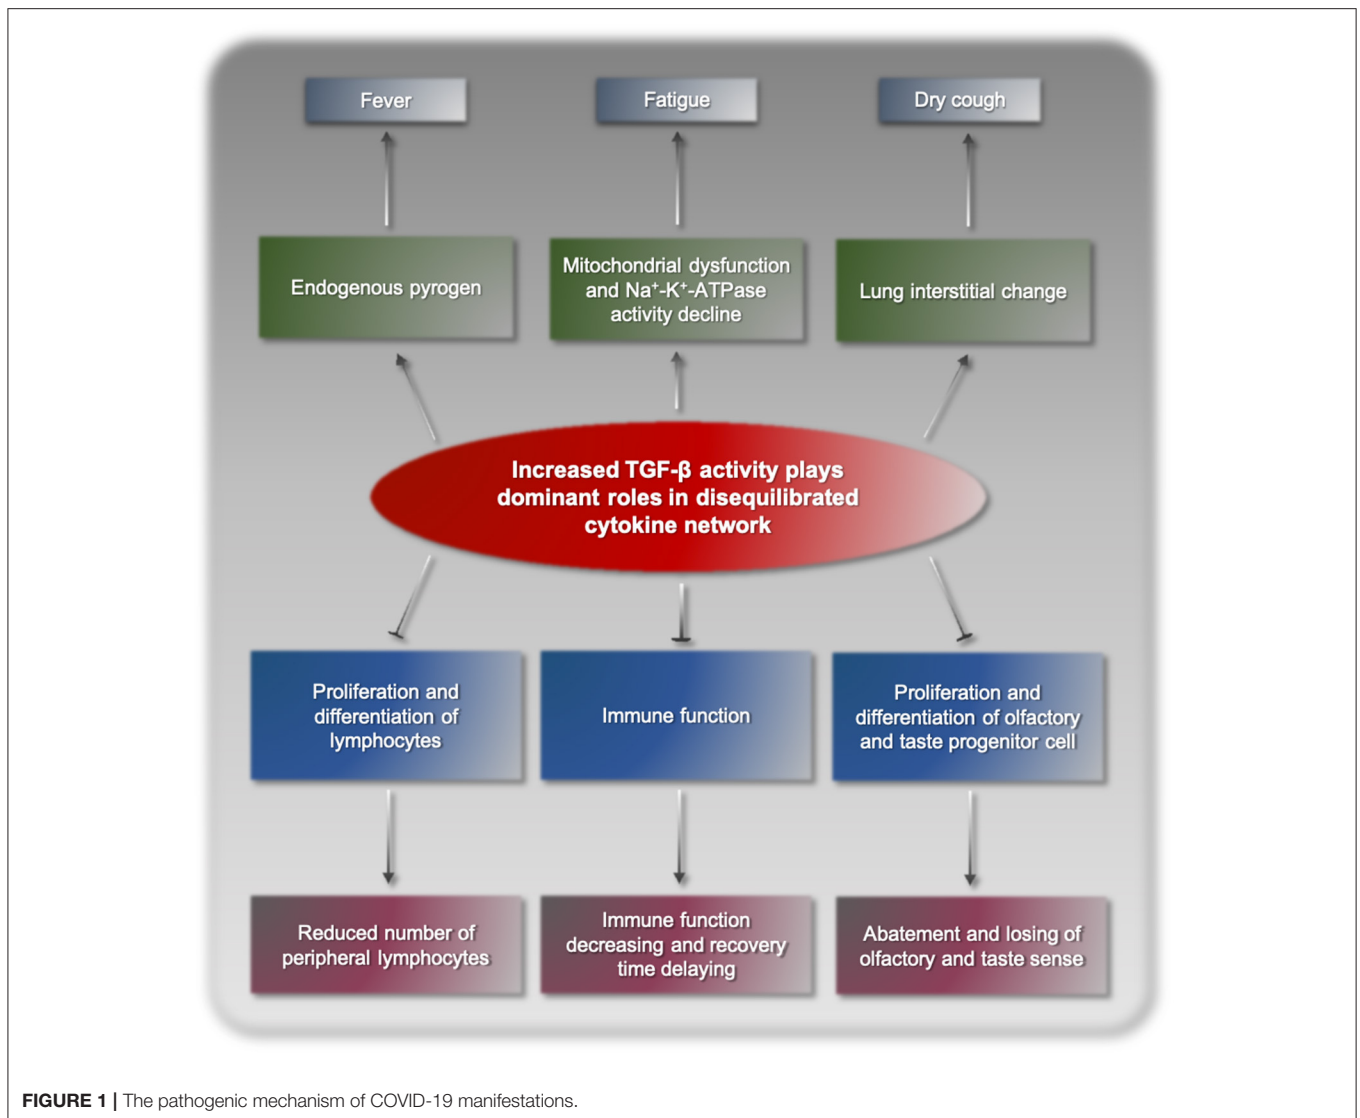 Fever
Fatigue
Dry cough
Endogenous pyrogen
Mitochondrial dysfunction
and Na⁺-K⁺-ATPase
activity decline
Lung interstitial change
Increased TGF-β activity plays
dominant roles in disequilibrated
cytokine network
Proliferation and
differentiation of
lymphocytes
Immune function
Proliferation and
differentiation of olfactory
and taste progenitor cell
Reduced number of
peripheral lymphocytes
Immune function
decreasing and recovery
time delaying
Abatement and losing of
olfactory and taste sense
FIGURE 1 | The pathogenic mechanism of COVID-19 manifestations.